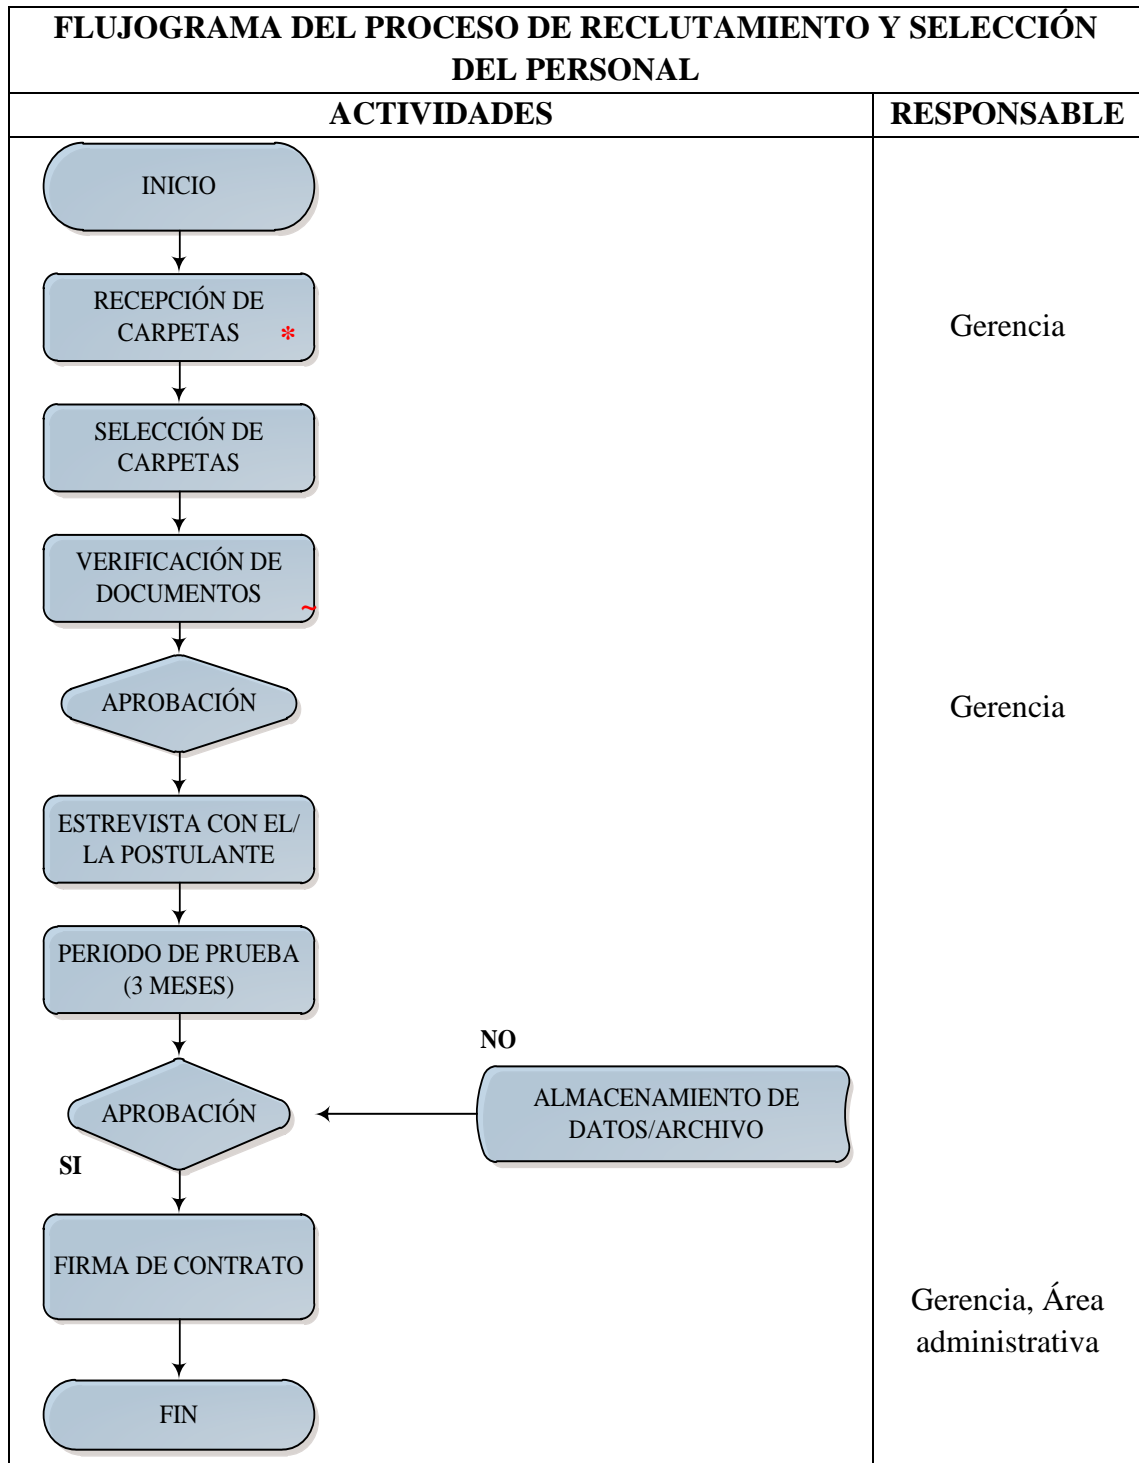 FLUJOGRAMA DEL PROCESO DE RECLUTAMIENTO Y SELECCIÓN
DEL PERSONAL
ACTIVIDADES
RESPONSABLE
INICIO
RECEPCIÓN DE
CARPETAS *
Gerencia
SELECCIÓN DE
CARPETAS
VERIFICACIÓN DE
DOCUMENTOS ~
APROBACIÓN
Gerencia
ESTREVISTA CON EL/
LA POSTULANTE
PERIODO DE PRUEBA
(3 MESES)
NO
APROBACIÓN
ALMACENAMIENTO DE
DATOS/ARCHIVO
SI
FIRMA DE CONTRATO
Gerencia, Área
administrativa
FIN